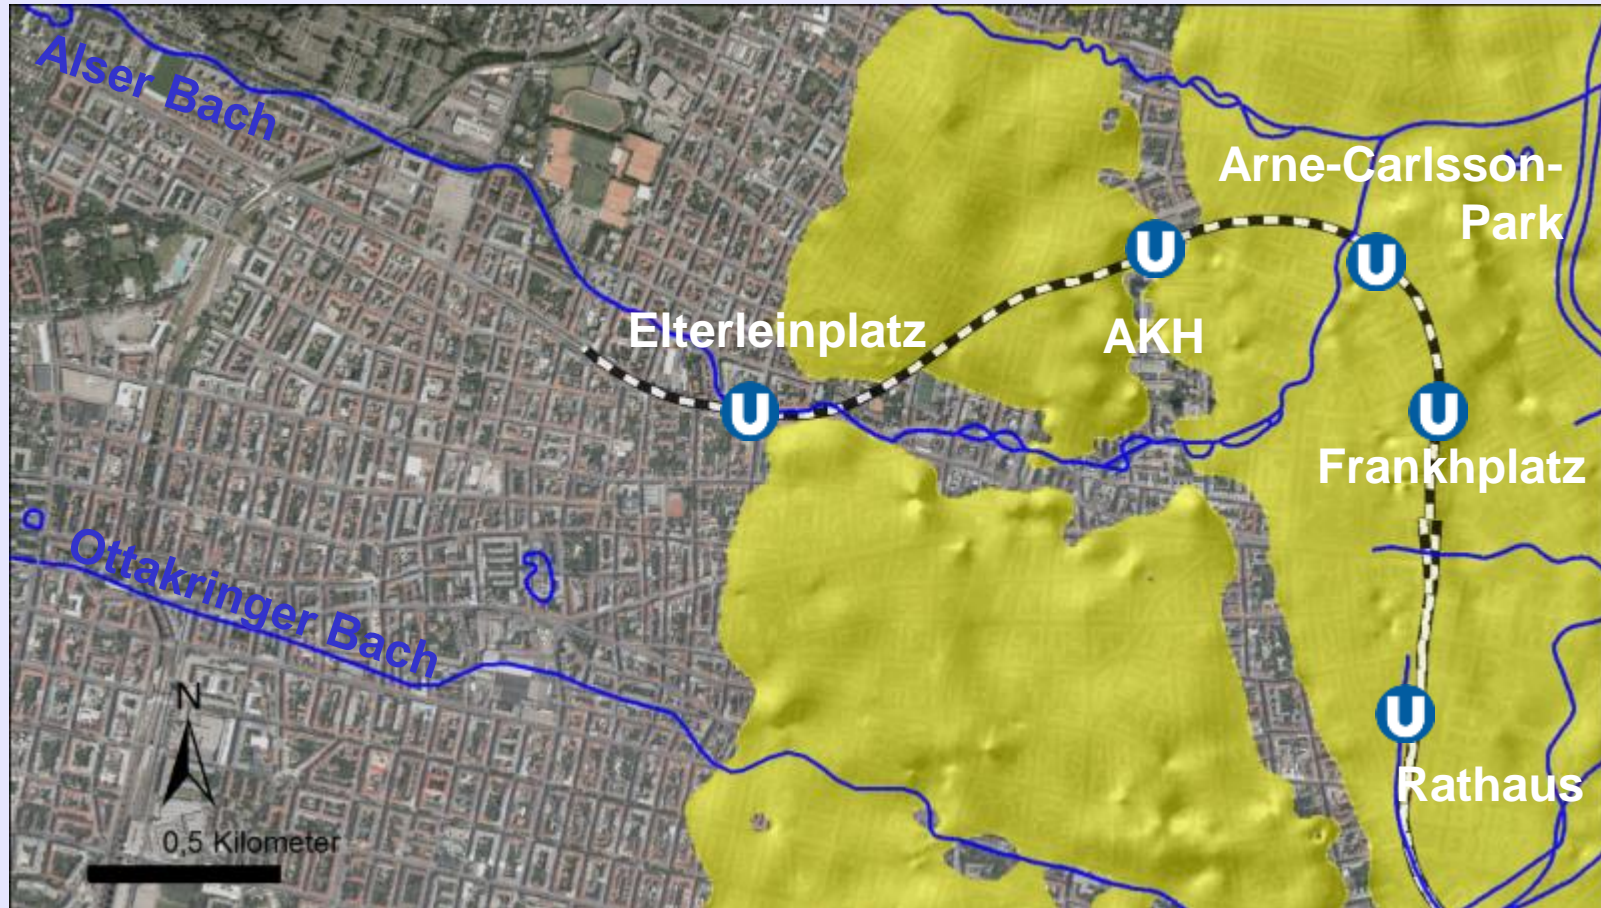 Alser Bach
Arne-Carlsson-
Park
U
U
Elterleinplatz
AKH
U
U
Frankhplatz
Ottakringer Bach
N
U
Rathaus
0,5 Kilometer